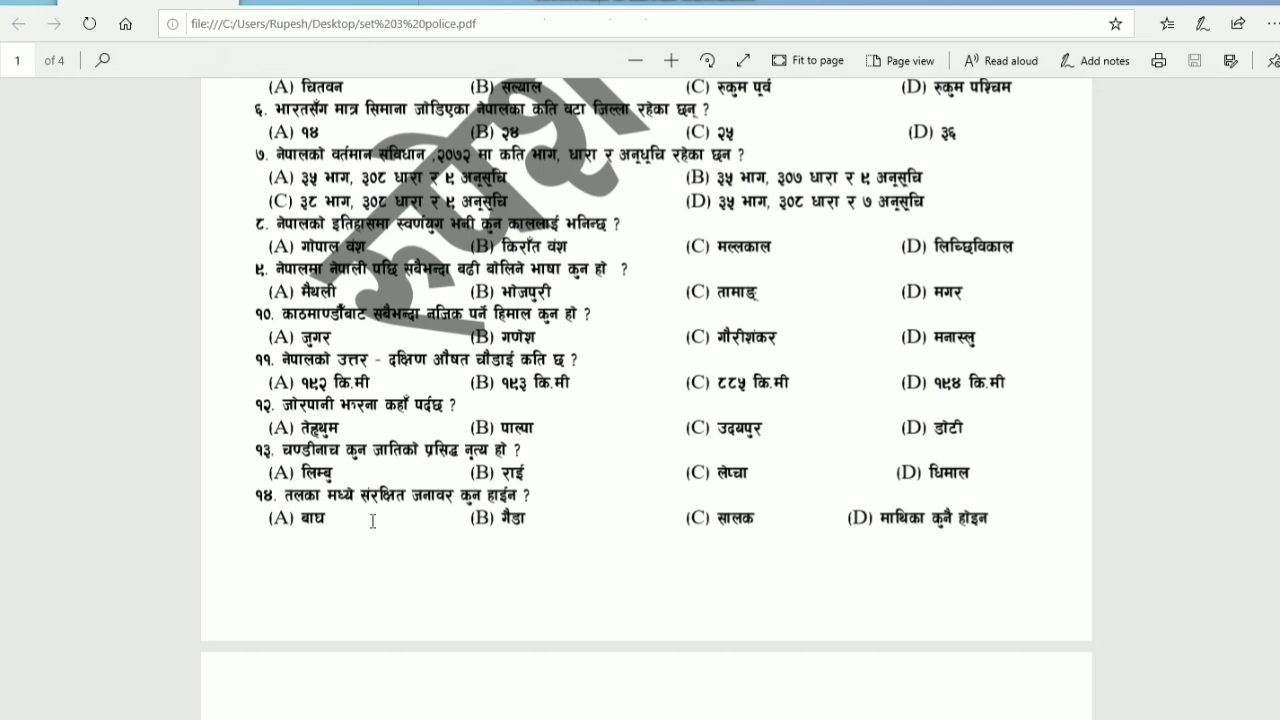 file:///C:/Users/Rupesh/Desktop/set%203%20police.pdf
1 of 4 Fit to page Page view Read aloud Add notes
(A) चितवन (B) सल्यान (C) रुकुम पूर्व (D) रुकुम पश्चिम
६. भारतसँग मात्र सिमाना जोडिएका नेपालका कति वटा जिल्ला रहेका छन् ?
(A) १४ (B) २४ (C) २५ (D) ३६
७. नेपालको वर्तमान संविधान ,२०७२ मा कति भाग, धारा र अनूधूचि रहेका छन ?
(A) ३५ भाग, ३०८ धारा र ९ अनूसूचि (B) ३५ भाग, ३०७ धारा र ९ अनूसूचि
(C) ३८ भाग, ३०८ धारा र ९ अनूसूचि (D) ३५ भाग, ३०८ धारा र ७ अनूसूचि
८. नेपालको इतिहासमा स्वर्णयुग भनी कुन काललाई भनिन्छ ?
(A) गोपाल वंश (B) किराँत वंश (C) मल्लकाल (D) लिच्छिविकाल
९. नेपालमा नेपाली पछि सबैभन्दा बढी बोलिने भाषा कुन हो ?
(A) मैथली (B) भोजपुरी (C) तामाङ् (D) मगर
१०. काठमाण्डौँबाट सबैभन्दा नजिक पर्ने हिमाल कुन हो ?
(A) जुगर (B) गणेश (C) गौरीशंकर (D) मनास्लु
११. नेपालको उत्तर - दक्षिण औषत चौडाई कति छ ?
(A) १९२ कि.मी (B) १९३ कि.मी (C) ८८५ कि.मी (D) १९४ कि.मी
१२. जोरपानी झरना कहाँ पर्दछ ?
(A) तेह्रथुम (B) पाल्पा (C) उदयपुर (D) डोटी
१३. चण्डीनाच कुन जातिको प्रसिद्ध नृत्य हो ?
(A) लिम्बु (B) राई (C) लेप्चा (D) धिमाल
१४. तलका मध्ये संरक्षित जनावर कुन हाईन ?
(A) बाघ (B) गैडा (C) सालक (D) माथिका कुनै होइन
रुपेश